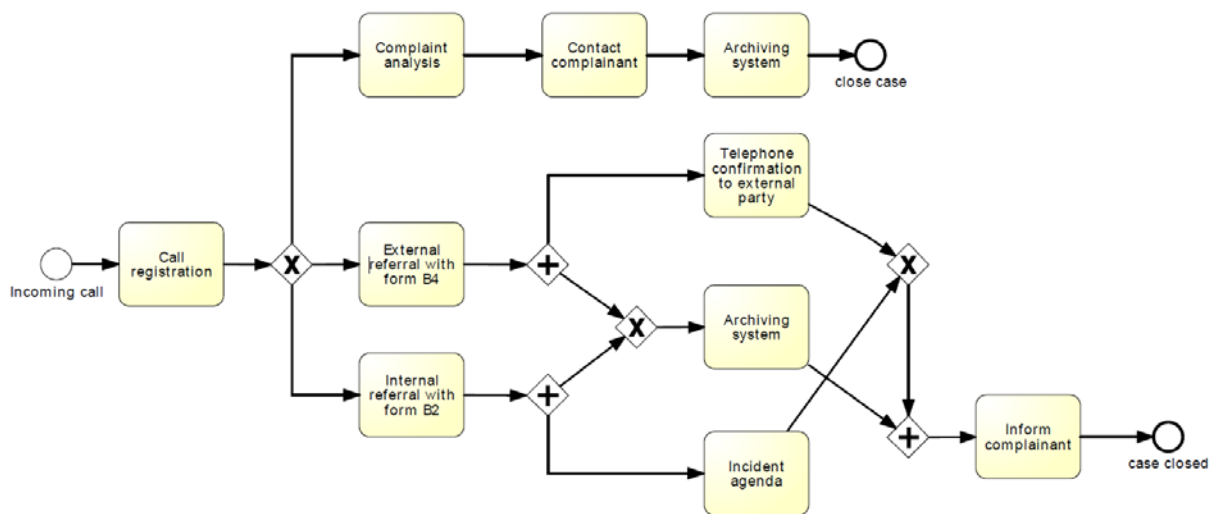 Complaint
analysis
Contact
complainant
Archiving
system
close case
Telephone
confirmation
to external
party
Call
registration
Incoming call
External
referral with
form B4
Archiving
system
Internal
referral with
form B2
Incident
agenda
Inform
complainant
case closed